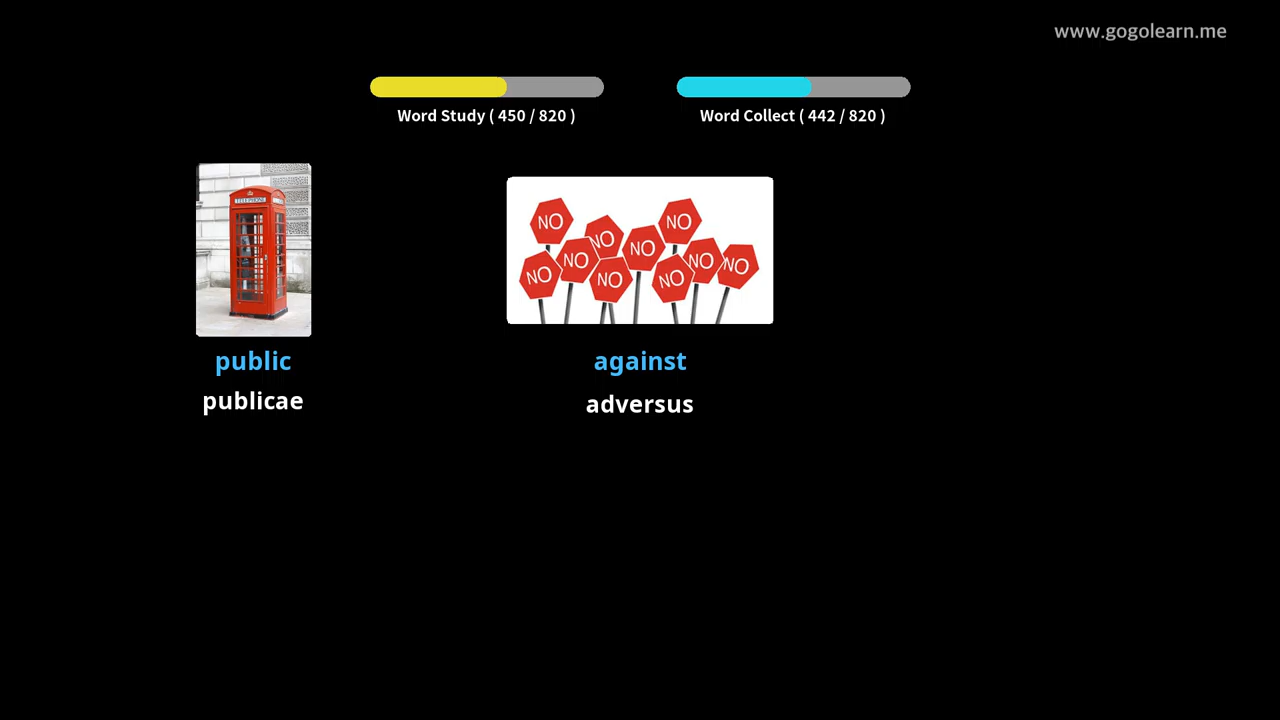 www.gogolearn.me
Word Study ( 450 / 820 )
Word Collect ( 442 / 820 )
TELEPHONE
NO
NO
NO
NO
NO
NO
NO
NO
NO
NO
public
against
publicae
adversus